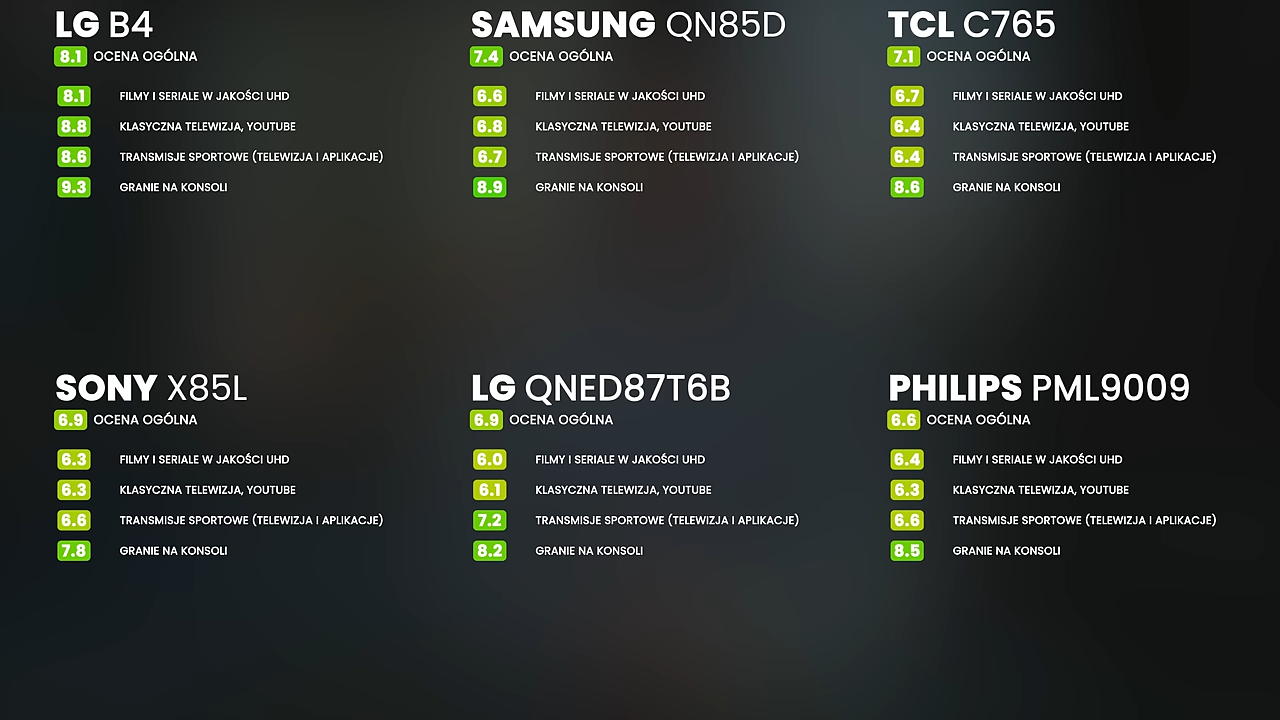 LG B4
8.1 OCENA OGÓLNA
8.1 FILMY I SERIALE W JAKOŚCI UHD
8.8 KLASYCZNA TELEWIZJA, YOUTUBE
8.6 TRANSMISJE SPORTOWE (TELEWIZJA I APLIKACJE)
9.3 GRANIE NA KONSOLI
SAMSUNG QN85D
7.4 OCENA OGÓLNA
6.6 FILMY I SERIALE W JAKOŚCI UHD
6.8 KLASYCZNA TELEWIZJA, YOUTUBE
6.7 TRANSMISJE SPORTOWE (TELEWIZJA I APLIKACJE)
8.9 GRANIE NA KONSOLI
TCL C765
7.1 OCENA OGÓLNA
6.7 FILMY I SERIALE W JAKOŚCI UHD
6.4 KLASYCZNA TELEWIZJA, YOUTUBE
6.4 TRANSMISJE SPORTOWE (TELEWIZJA I APLIKACJE)
8.6 GRANIE NA KONSOLI
SONY X85L
6.9 OCENA OGÓLNA
6.3 FILMY I SERIALE W JAKOŚCI UHD
6.3 KLASYCZNA TELEWIZJA, YOUTUBE
6.6 TRANSMISJE SPORTOWE (TELEWIZJA I APLIKACJE)
7.8 GRANIE NA KONSOLI
LG QNED87T6B
6.9 OCENA OGÓLNA
6.0 FILMY I SERIALE W JAKOŚCI UHD
6.1 KLASYCZNA TELEWIZJA, YOUTUBE
7.2 TRANSMISJE SPORTOWE (TELEWIZJA I APLIKACJE)
8.2 GRANIE NA KONSOLI
PHILIPS PML9009
6.6 OCENA OGÓLNA
6.4 FILMY I SERIALE W JAKOŚCI UHD
6.3 KLASYCZNA TELEWIZJA, YOUTUBE
6.6 TRANSMISJE SPORTOWE (TELEWIZJA I APLIKACJE)
8.5 GRANIE NA KONSOLI